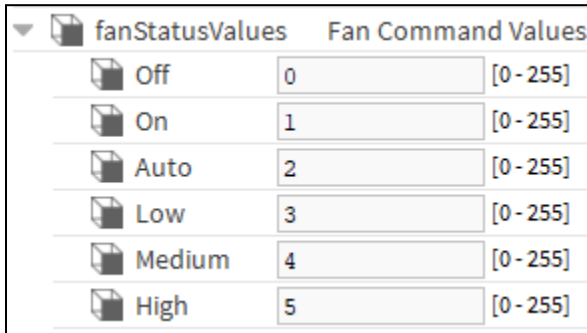 fanStatusValues Fan Command Values
Off 0 [0 - 255]
On 1 [0 - 255]
Auto 2 [0 - 255]
Low 3 [0 - 255]
Medium 4 [0 - 255]
High 5 [0 - 255]